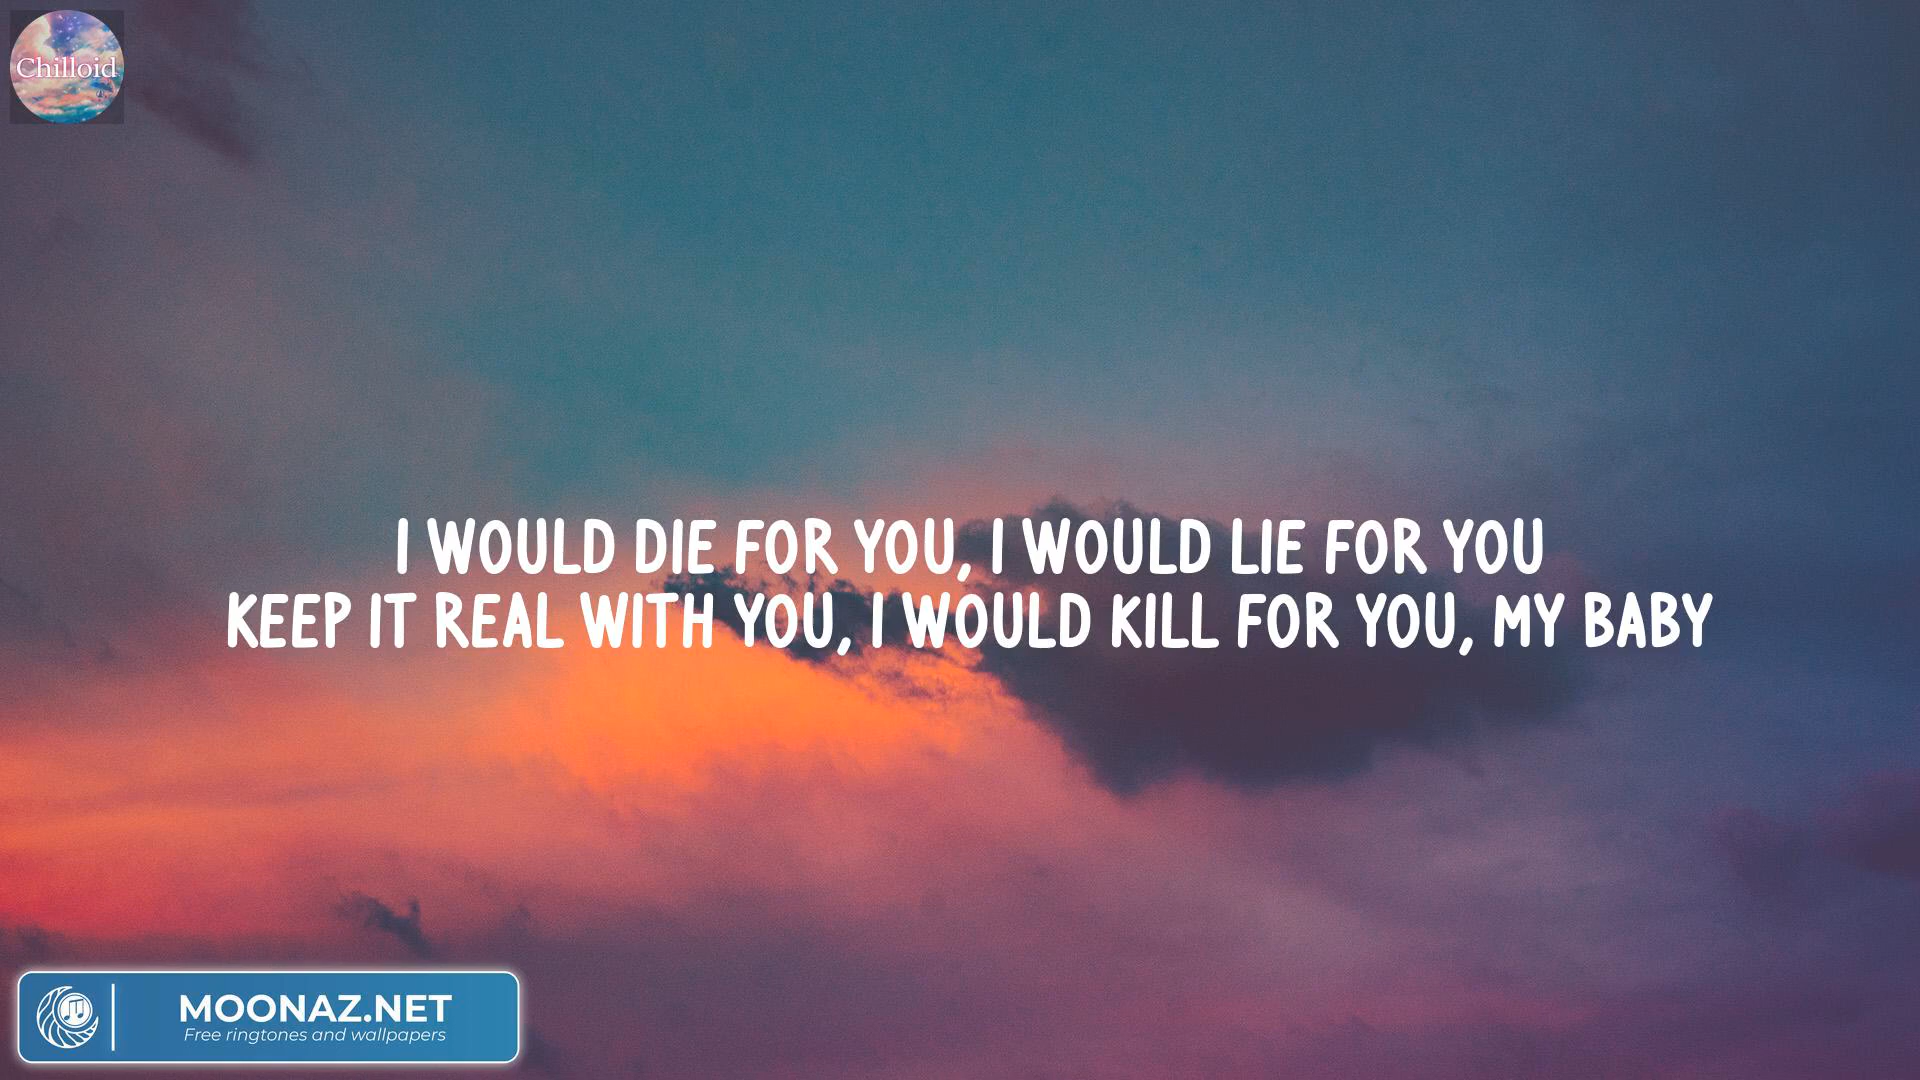 Chilloid
I WOULD DIE FOR YOU, I WOULD LIE FOR YOU
KEEP IT REAL WITH YOU, I WOULD KILL FOR YOU, MY BABY
MOONAZ.NET
Free ringtones and wallpapers